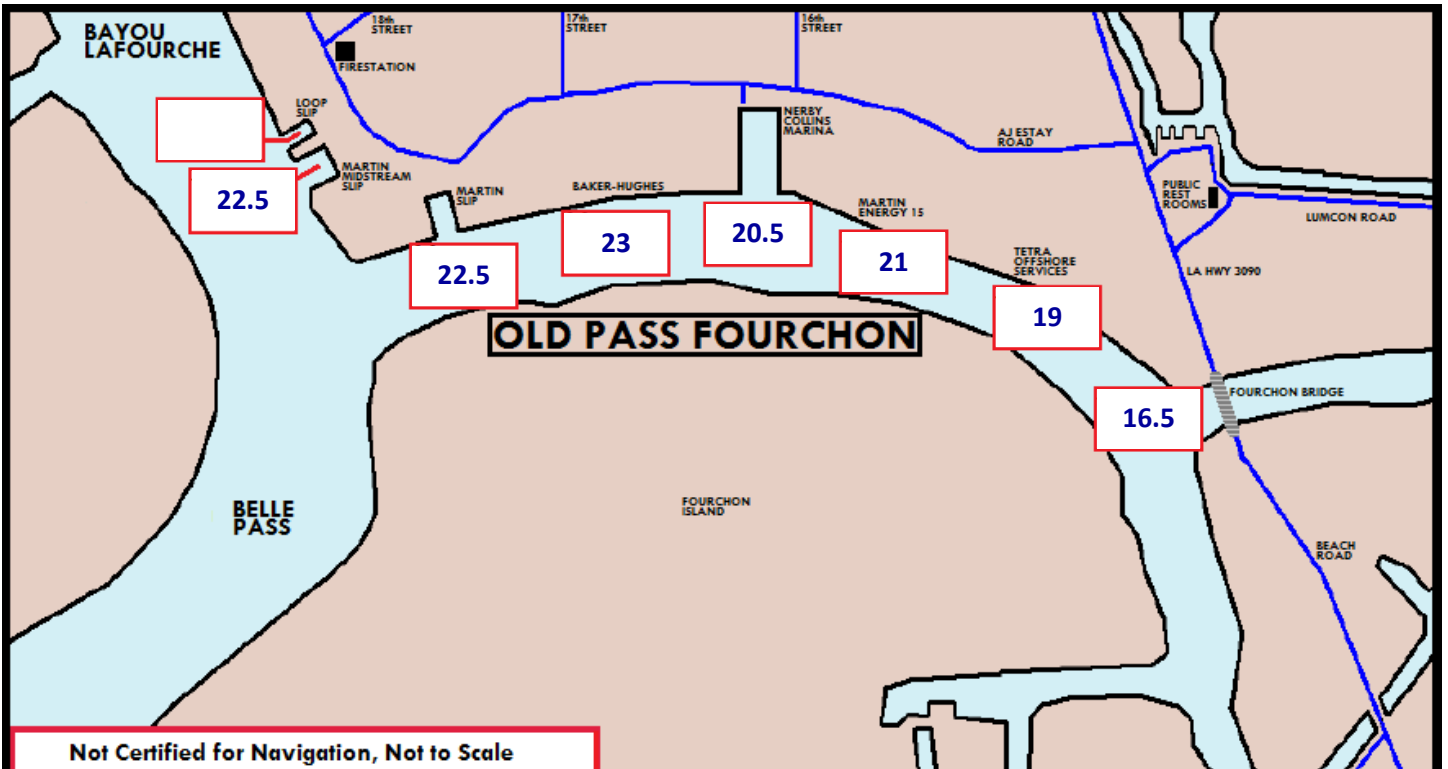 BAYOU
LAFOURCHE
18th
STREET
17th
STREET
16th
STREET
FIRESTATION
LOOP
SLIP
NERBY
COLLINS
MARINA
AJ ESTAY
ROAD
MARTIN
MIDSTREAM
SLIP
22.5
MARTIN
SLIP
BAKER-HUGHES
PUBLIC
REST
ROOMS
MARTIN
ENERGY 15
LUMCON ROAD
22.5
23
20.5
21
TETRA
OFFSHORE
SERVICES
LA HWY 3090
19
OLD PASS FOURCHON
16.5
FOURCHON BRIDGE
BELLE
PASS
FOURCHON
ISLAND
BEACH
ROAD
Not Certified for Navigation, Not to Scale